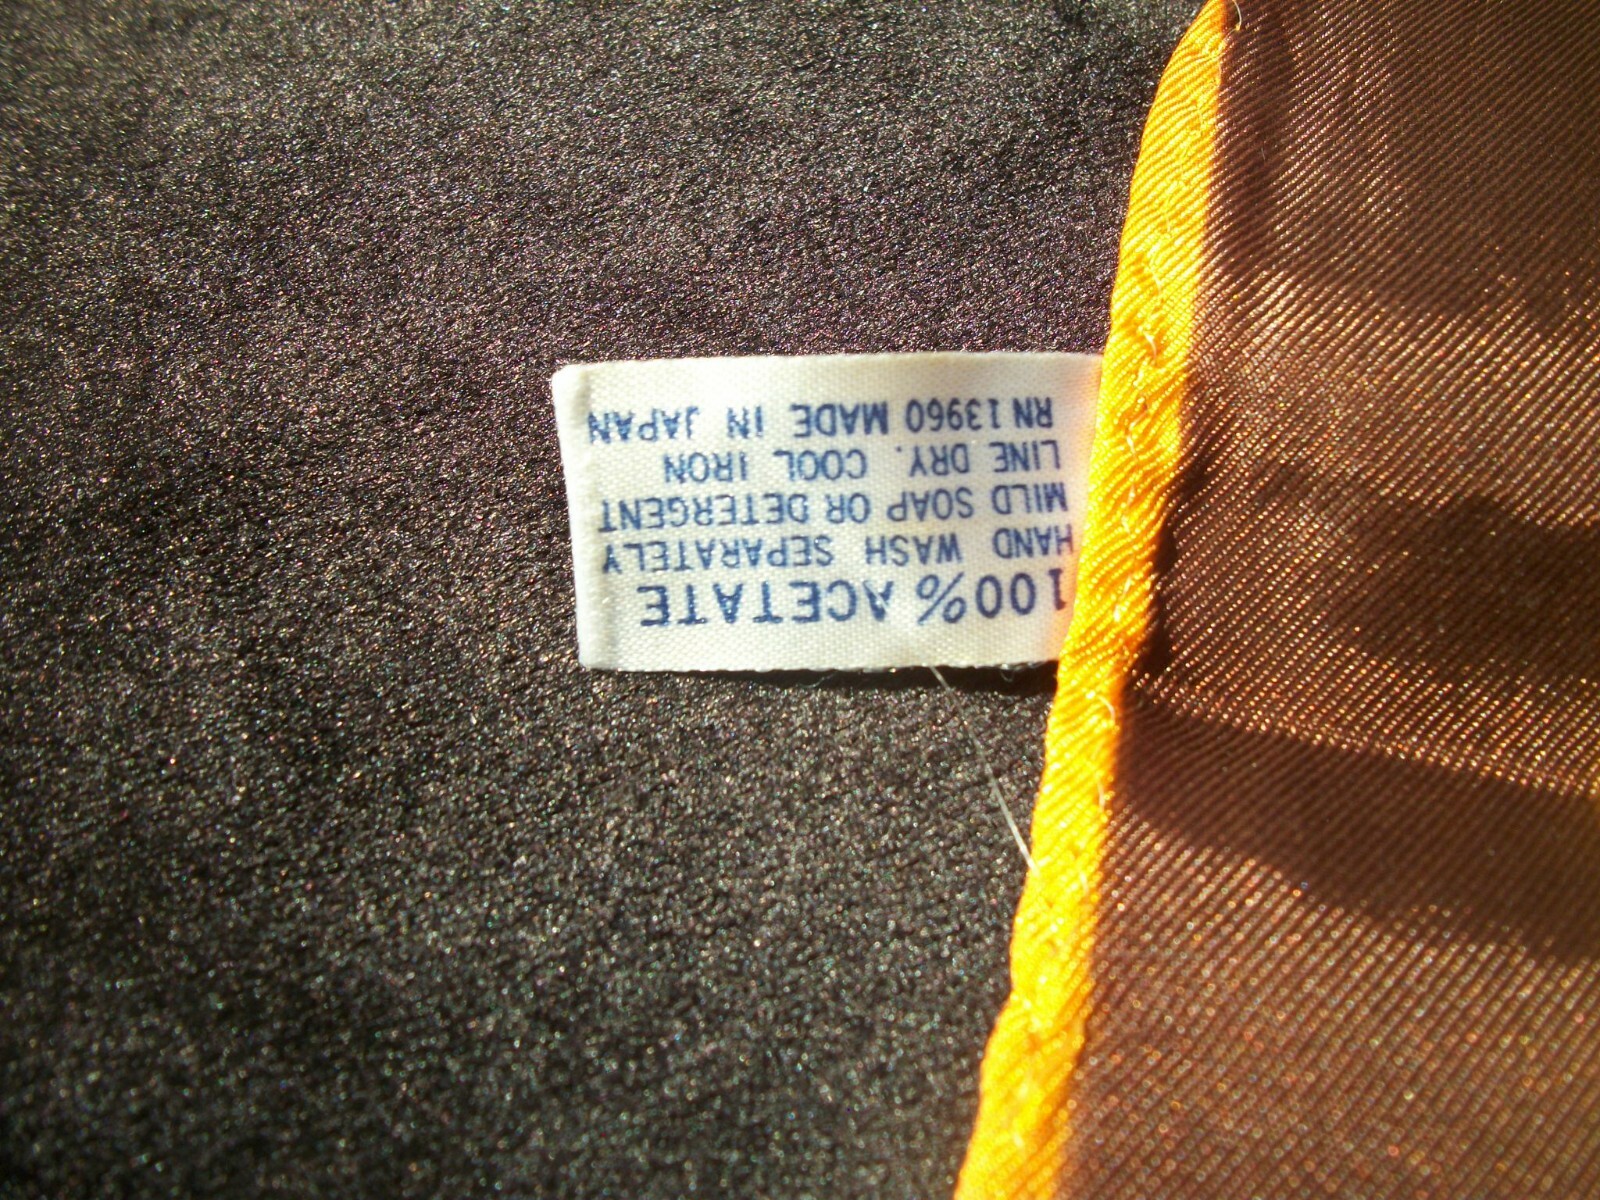 100% ACETATE
HAND WASH SEPARATELY
MILD SOAP OR DETERGENT
LINE DRY. COOL IRON
RN 13960 MADE IN JAPAN